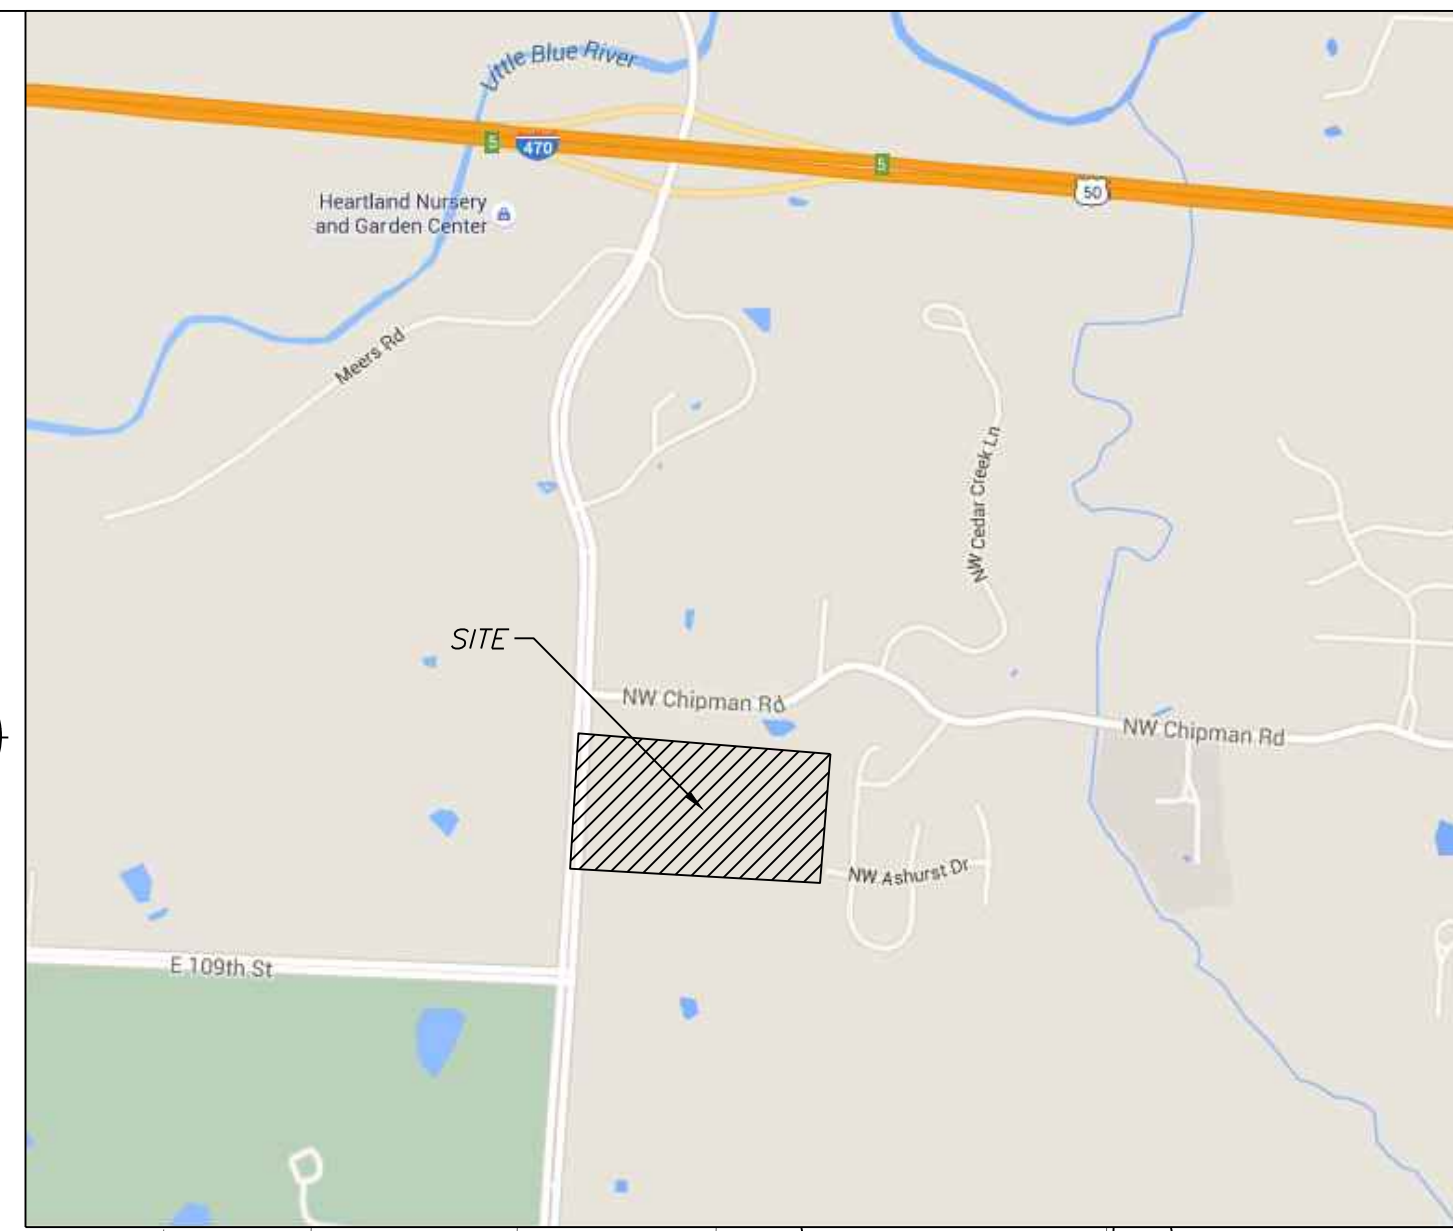 Little Blue River
5
470
5
50
Heartland Nursery
and Garden Center
Meers Rd
NW Cedar Creek Ln
SITE
NW Chipman Rd
NW Chipman Rd
NW Ashurst Dr
E 109th St